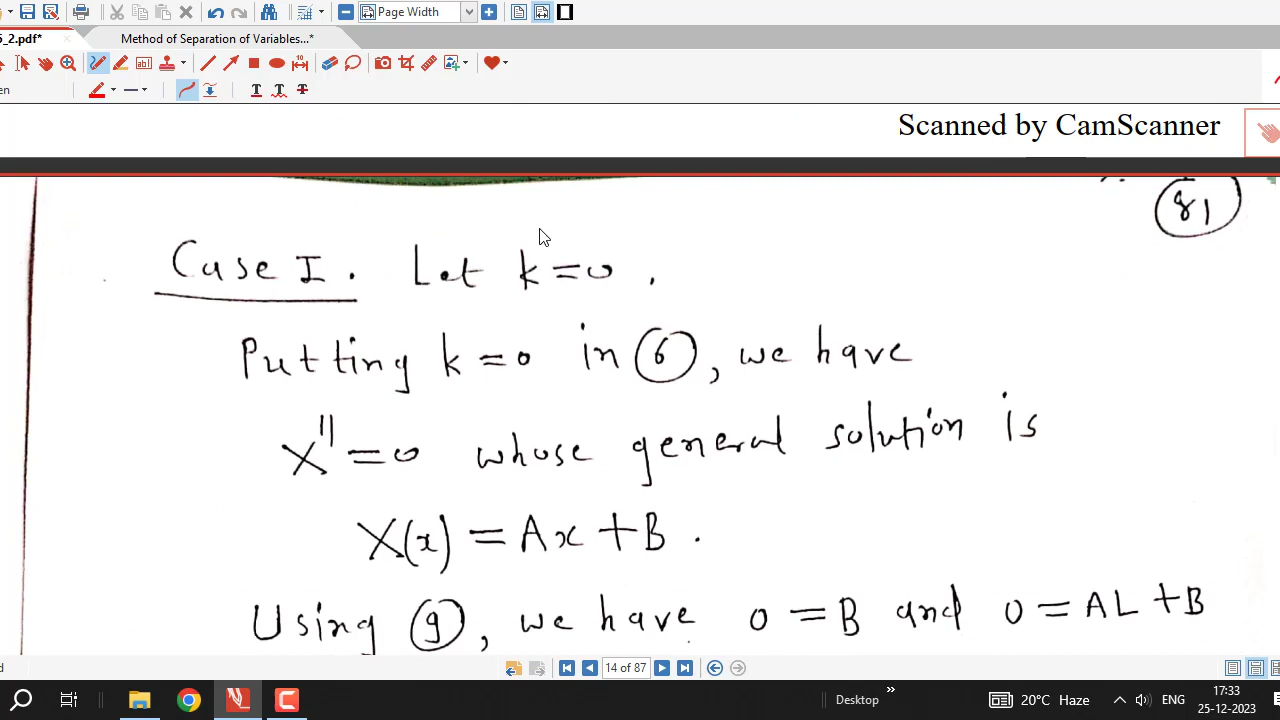 Page Width
5_2.pdf*
Method of Separation of Variables...*
Scanned by CamScanner
81
Case I. Let k=0.
Putting k=0 in ⑥, we have
X''=0 whose general solution is
X(x) = Ax + B.
Using ⑨, we have 0 = B and 0 = AL + B
14 of 87
Desktop
»
20°C Haze
ENG
17:33
25-12-2023